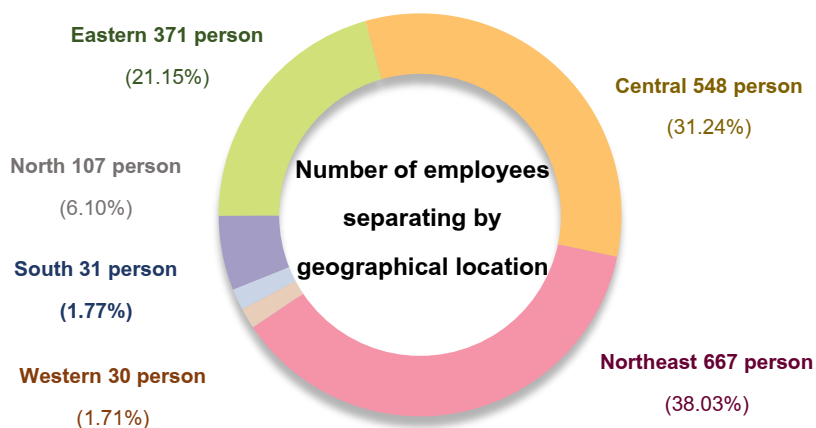 Eastern 371 person
(21.15%)
Central 548 person
(31.24%)
North 107 person
(6.10%)
Number of employees
separating by
geographical location
South 31 person
(1.77%)
Western 30 person
(1.71%)
Northeast 667 person
(38.03%)